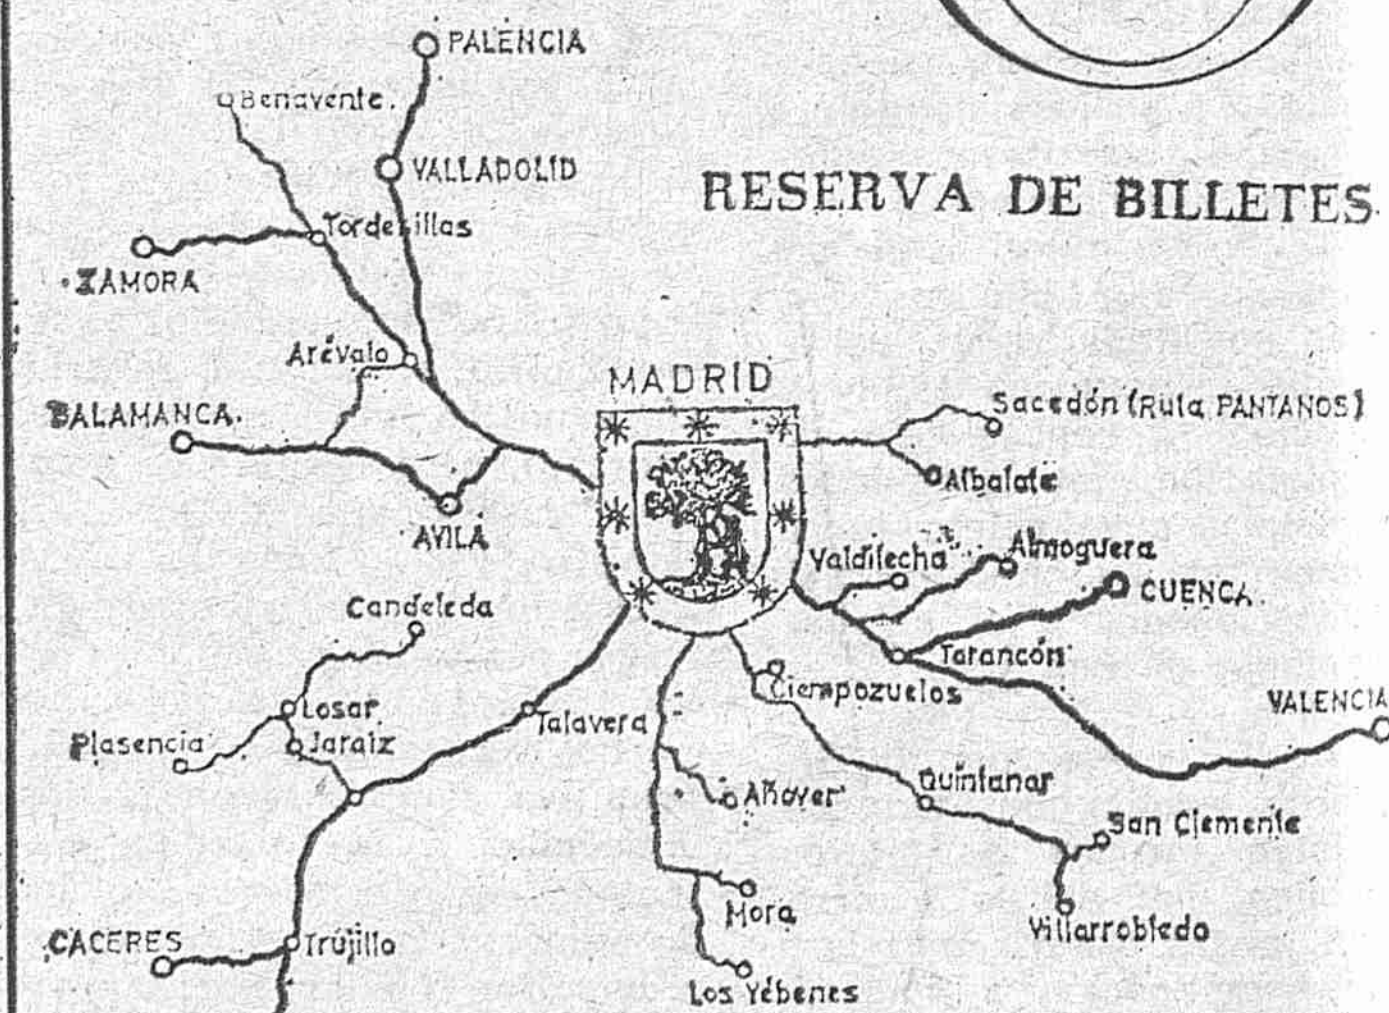 PALENCIA
Benavente.
VALLADOLID
RESERVA DE BILLETES
Tordesillas
ZAMORA
Arévalo
MADRID
SALAMANCA.
Sacedón (Ruta PANTANOS)
Albalate
AVILA
Valdilecha
Almoguera
CUENCA.
Candeleda
Tarancón
Ciempozuelos
VALENCIA
Losar
Talavera
Plasencia
Jaraiz
Quintanar
Añover
San Clemente
Mora
Villarrobledo
CACERES
Trujillo
Los Yébenes